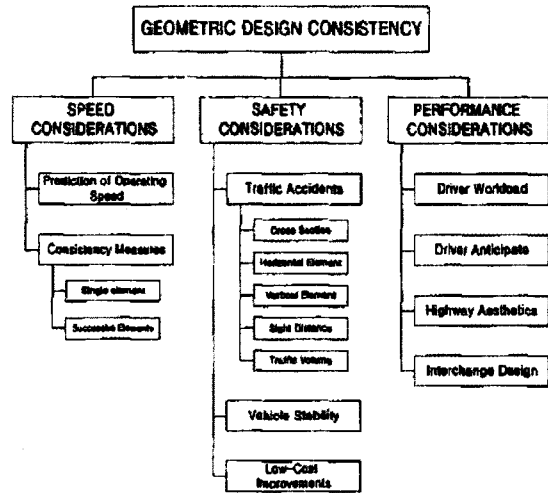 GEOMETRIC DESIGN CONSISTENCY
SPEED
CONSIDERATIONS
Prediction of Operating
Speed
Consistency Measures
Single element
Successive Elements
SAFETY
CONSIDERATIONS
Traffic Accidents
Cross Section
Horizontal Element
Vertical Element
Sight Distance
Traffic Volume
Vehicle Stability
Low-Cost
Improvements
PERFORMANCE
CONSIDERATIONS
Driver Workload
Driver Anticipate
Highway Aesthetics
Interchange Design